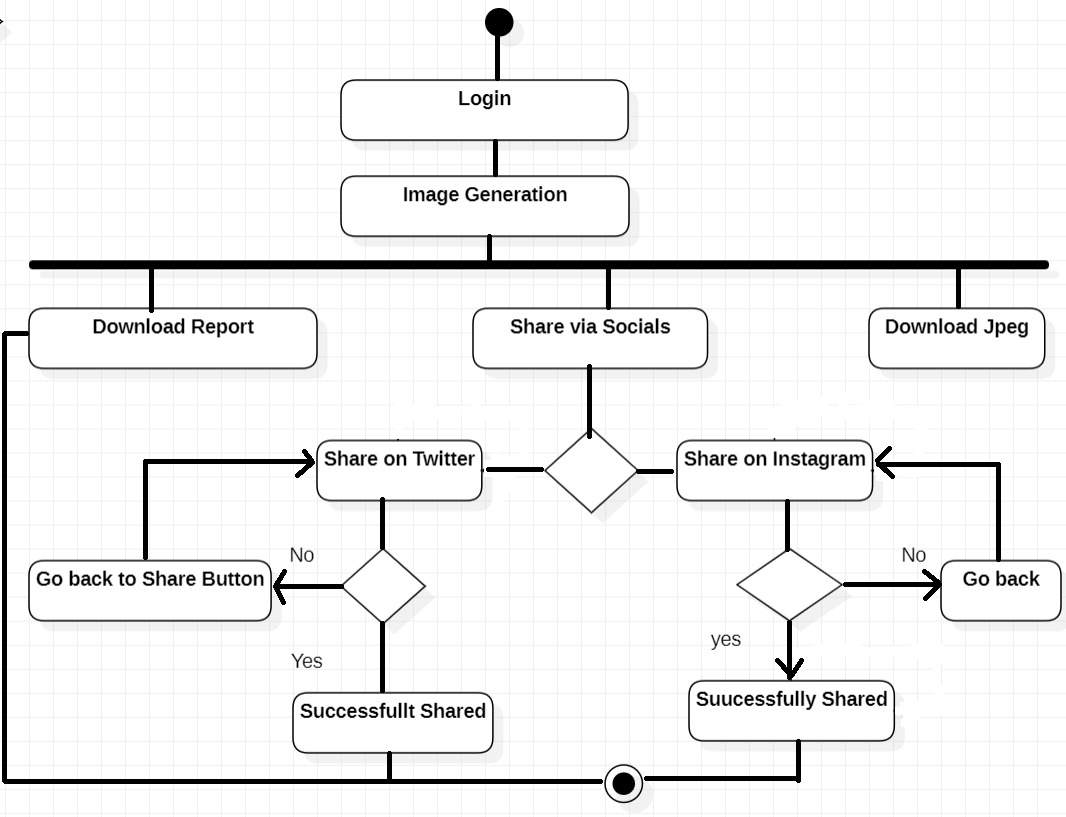 Login
Image Generation
Download Report
Share via Socials
Download Jpeg
Share on Twitter
Share on Instagram
No
No
Go back to Share Button
Go back
yes
Yes
Successfullt Shared
Suucessfully Shared